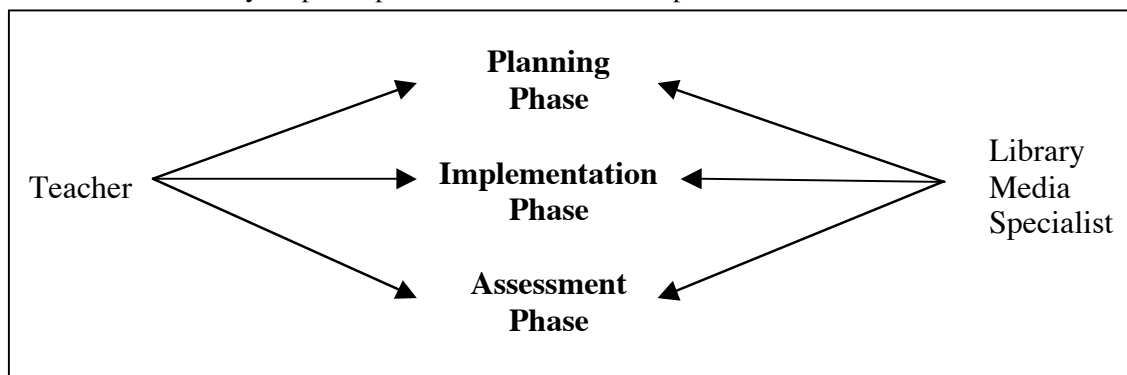 Planning
Phase
Teacher
Implementation
Phase
Library
Media
Specialist
Assessment
Phase